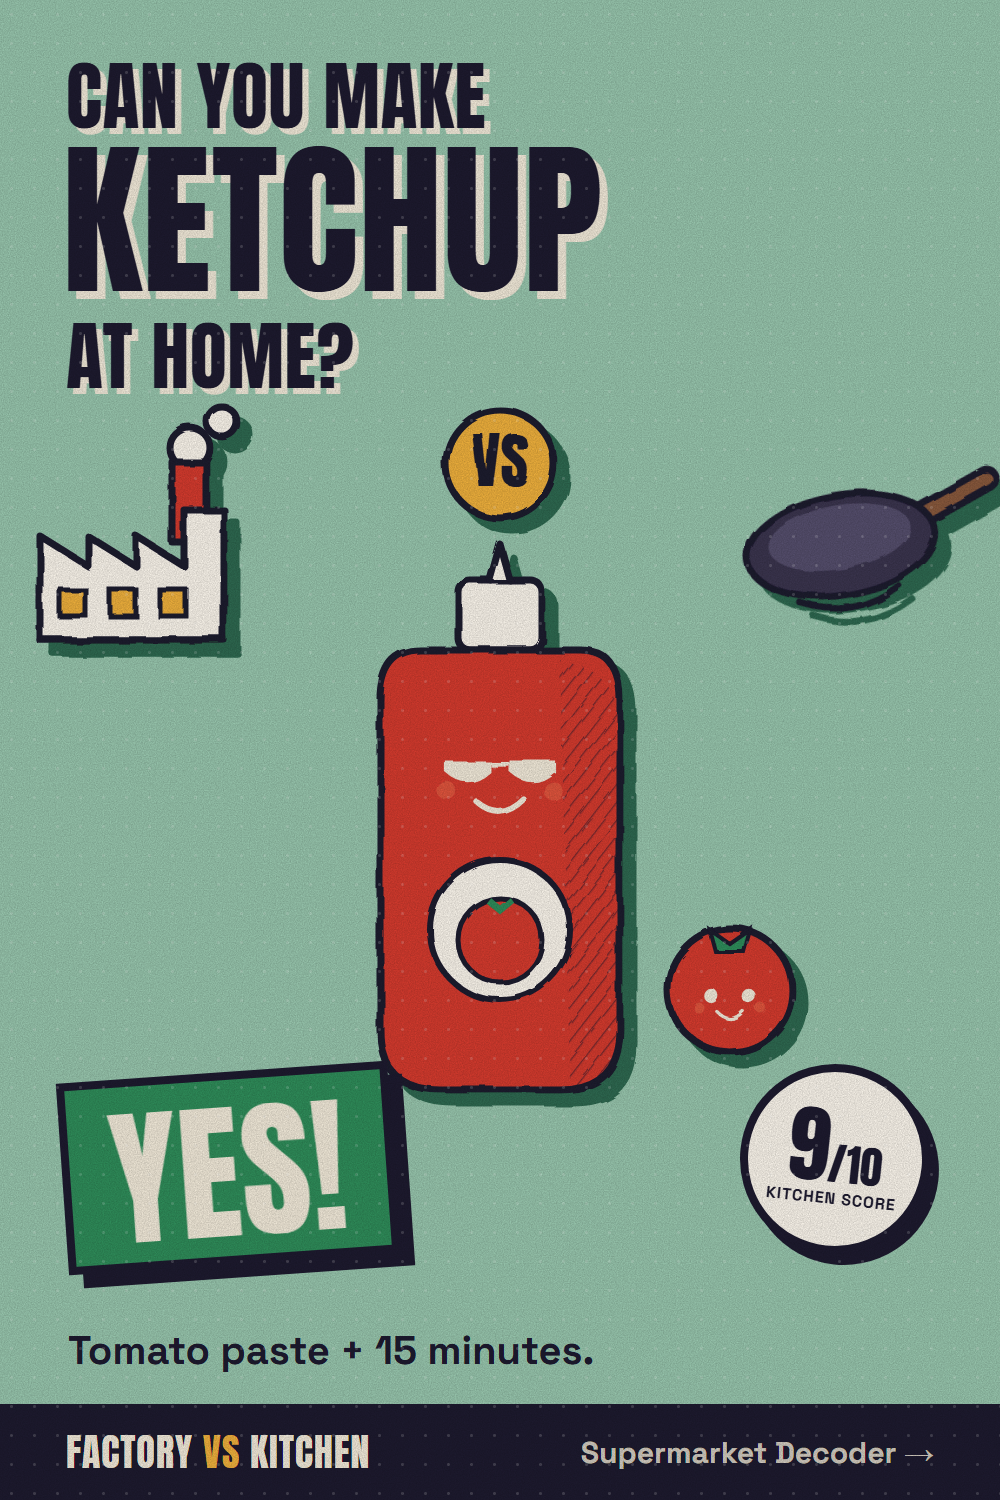 CAN YOU MAKE
KETCHUP
AT HOME?
VS
YES!
9/10
KITCHEN SCORE
Tomato paste + 15 minutes.
FACTORY VS KITCHEN
Supermarket Decoder →